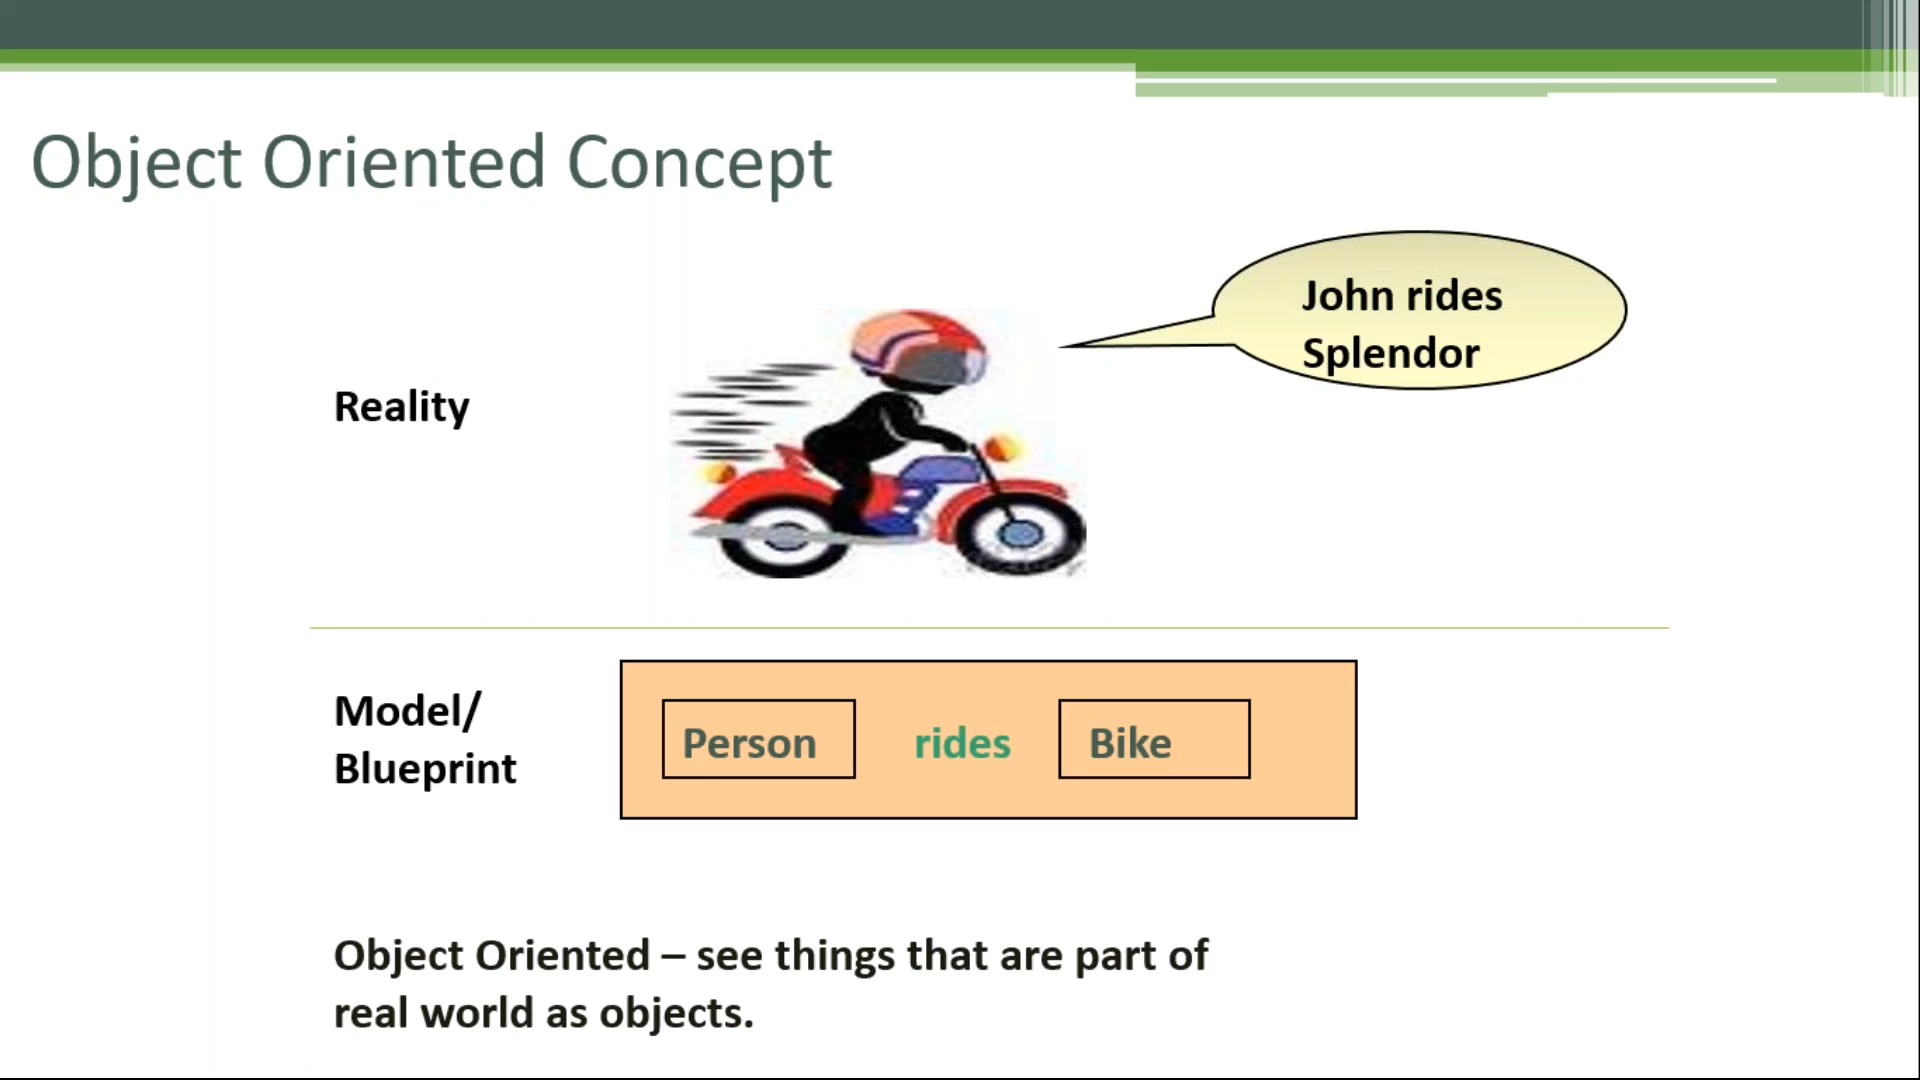 Object Oriented Concept
John rides
Splendor
Reality
Model/
Blueprint
Person rides Bike
Object Oriented – see things that are part of
real world as objects.